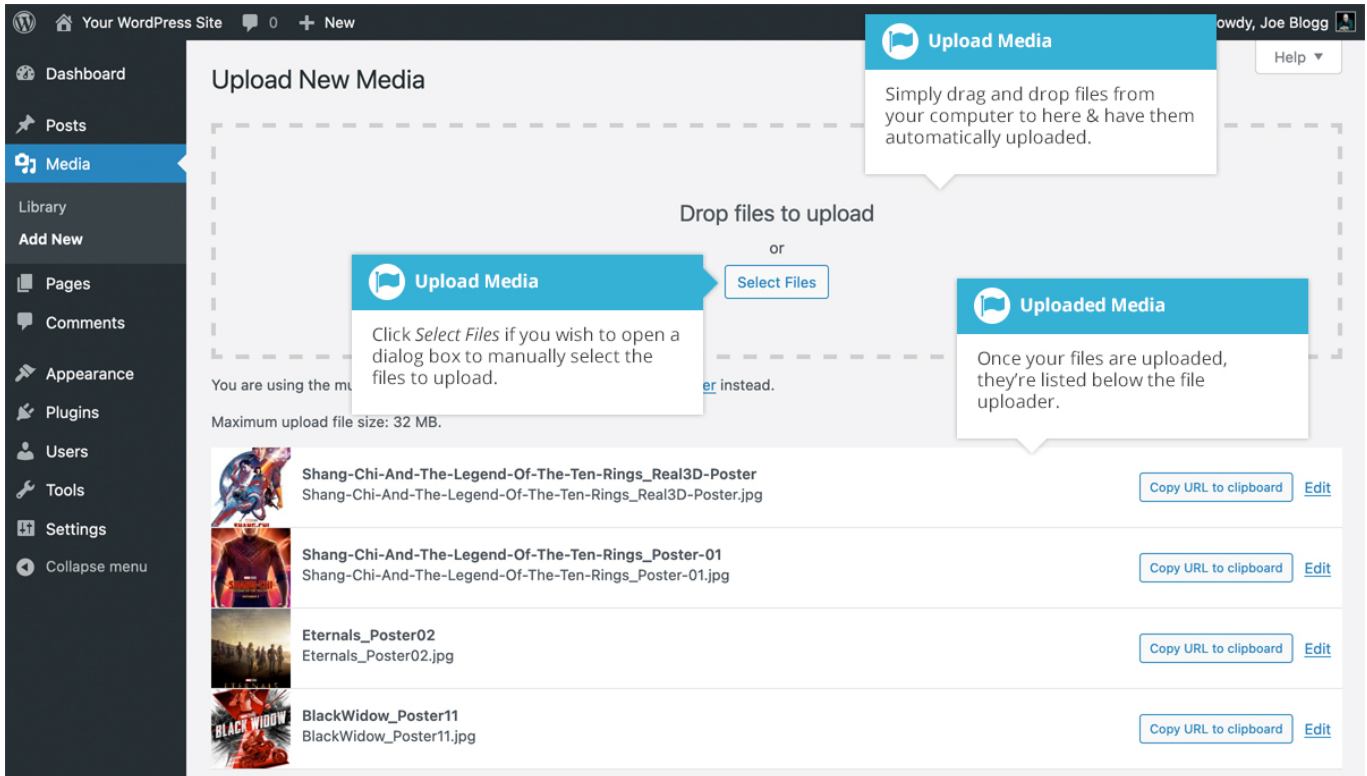 Your WordPress Site 0 + New
owdy, Joe Blogg
Help ▼
Dashboard
Posts
Media
Library
Add New
Pages
Comments
Appearance
Plugins
Users
Tools
Settings
Collapse menu
Upload New Media
Upload Media
Simply drag and drop files from
your computer to here & have them
automatically uploaded.
Drop files to upload
or
Select Files
Upload Media
Click Select Files if you wish to open a
dialog box to manually select the
files to upload.
Uploaded Media
Once your files are uploaded,
they're listed below the file
uploader.
You are using the mu er instead.
Maximum upload file size: 32 MB.
Shang-Chi-And-The-Legend-Of-The-Ten-Rings_Real3D-Poster
Shang-Chi-And-The-Legend-Of-The-Ten-Rings_Real3D-Poster.jpg
Copy URL to clipboard Edit
SHANG-CHI
Shang-Chi-And-The-Legend-Of-The-Ten-Rings_Poster-01
Shang-Chi-And-The-Legend-Of-The-Ten-Rings_Poster-01.jpg
Copy URL to clipboard Edit
SHANG-CHI
Eternals_Poster02
Eternals_Poster02.jpg
Copy URL to clipboard Edit
ETERNALS
BlackWidow_Poster11
BlackWidow_Poster11.jpg
Copy URL to clipboard Edit
BLACK WIDOW